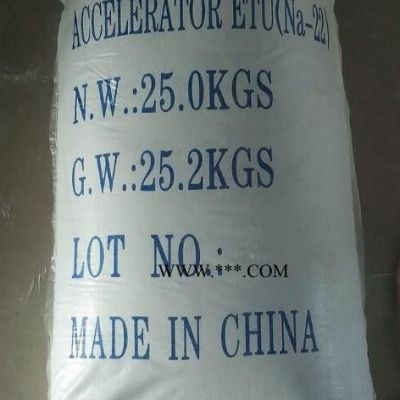 ACCELERATOR ETU(Na-22)
N.W.:25.0KGS
G.W.:25.2KGS
LOT NO.:
WWW.***.COM
MADE IN CHINA